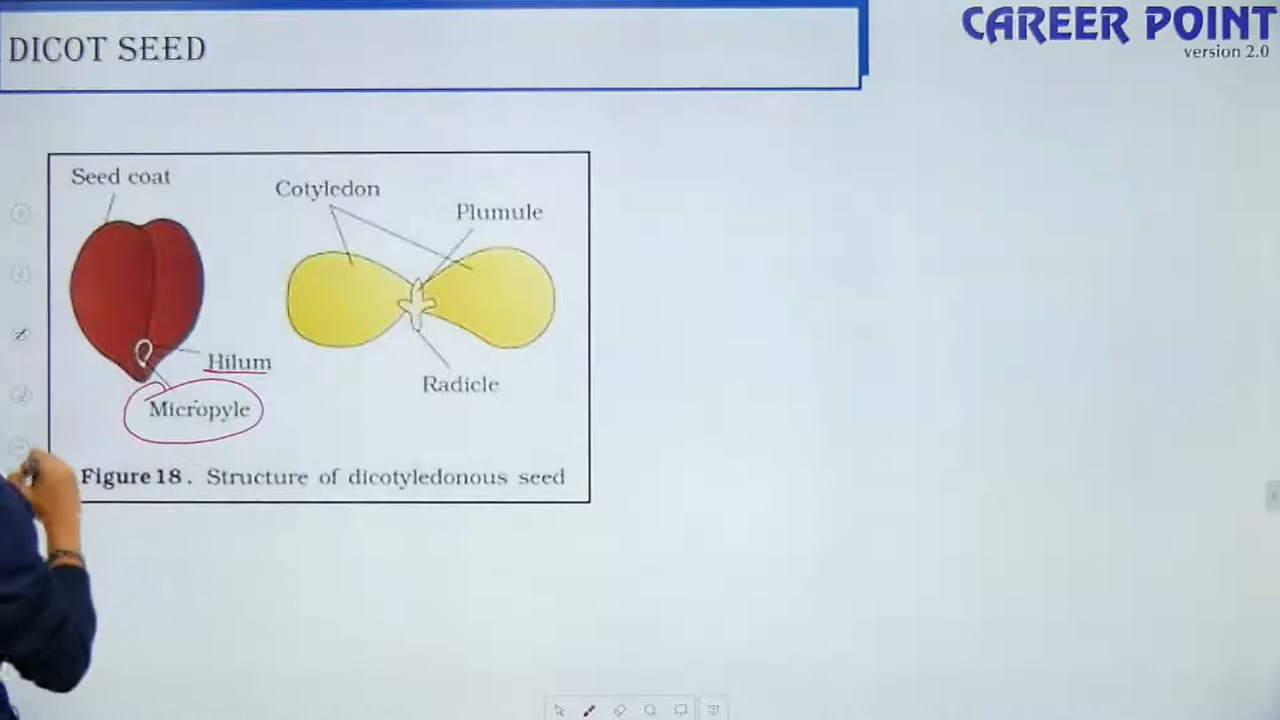 DICOT SEED
CAREER POINT
version 2.0
Seed coat
Cotyledon
Plumule
Hilum
Radicle
Micropyle
Figure 18. Structure of dicotyledonous seed